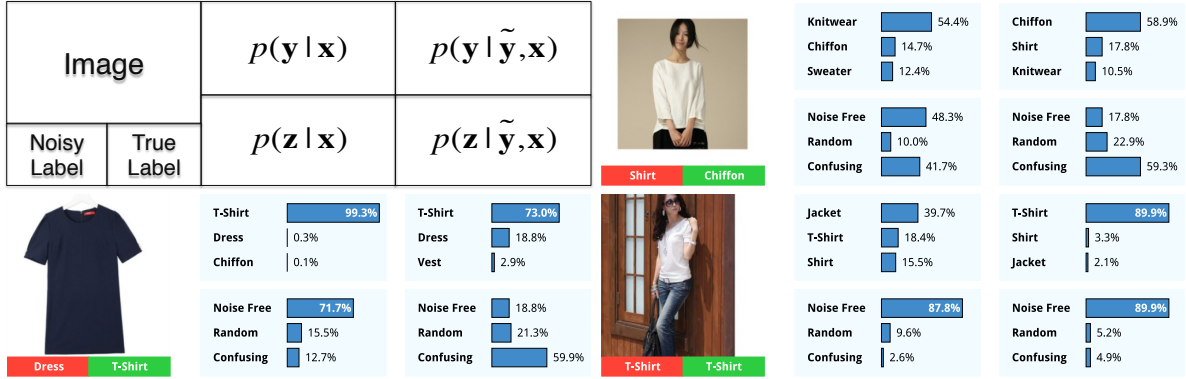 Image
Noisy Label
True Label
p(y | x)
p(y | ỹ,x)
p(z | x)
p(z | ỹ,x)
Shirt
Chiffon
Knitwear 54.4%
Chiffon 14.7%
Sweater 12.4%
Chiffon 58.9%
Shirt 17.8%
Knitwear 10.5%
Noise Free 48.3%
Random 10.0%
Confusing 41.7%
Noise Free 17.8%
Random 22.9%
Confusing 59.3%
Dress
T-Shirt
T-Shirt 99.3%
Dress 0.3%
Chiffon 0.1%
T-Shirt 73.0%
Dress 18.8%
Vest 2.9%
Noise Free 71.7%
Random 15.5%
Confusing 12.7%
Noise Free 18.8%
Random 21.3%
Confusing 59.9%
T-Shirt
T-Shirt
Jacket 39.7%
T-Shirt 18.4%
Shirt 15.5%
T-Shirt 89.9%
Shirt 3.3%
Jacket 2.1%
Noise Free 87.8%
Random 9.6%
Confusing 2.6%
Noise Free 89.9%
Random 5.2%
Confusing 4.9%